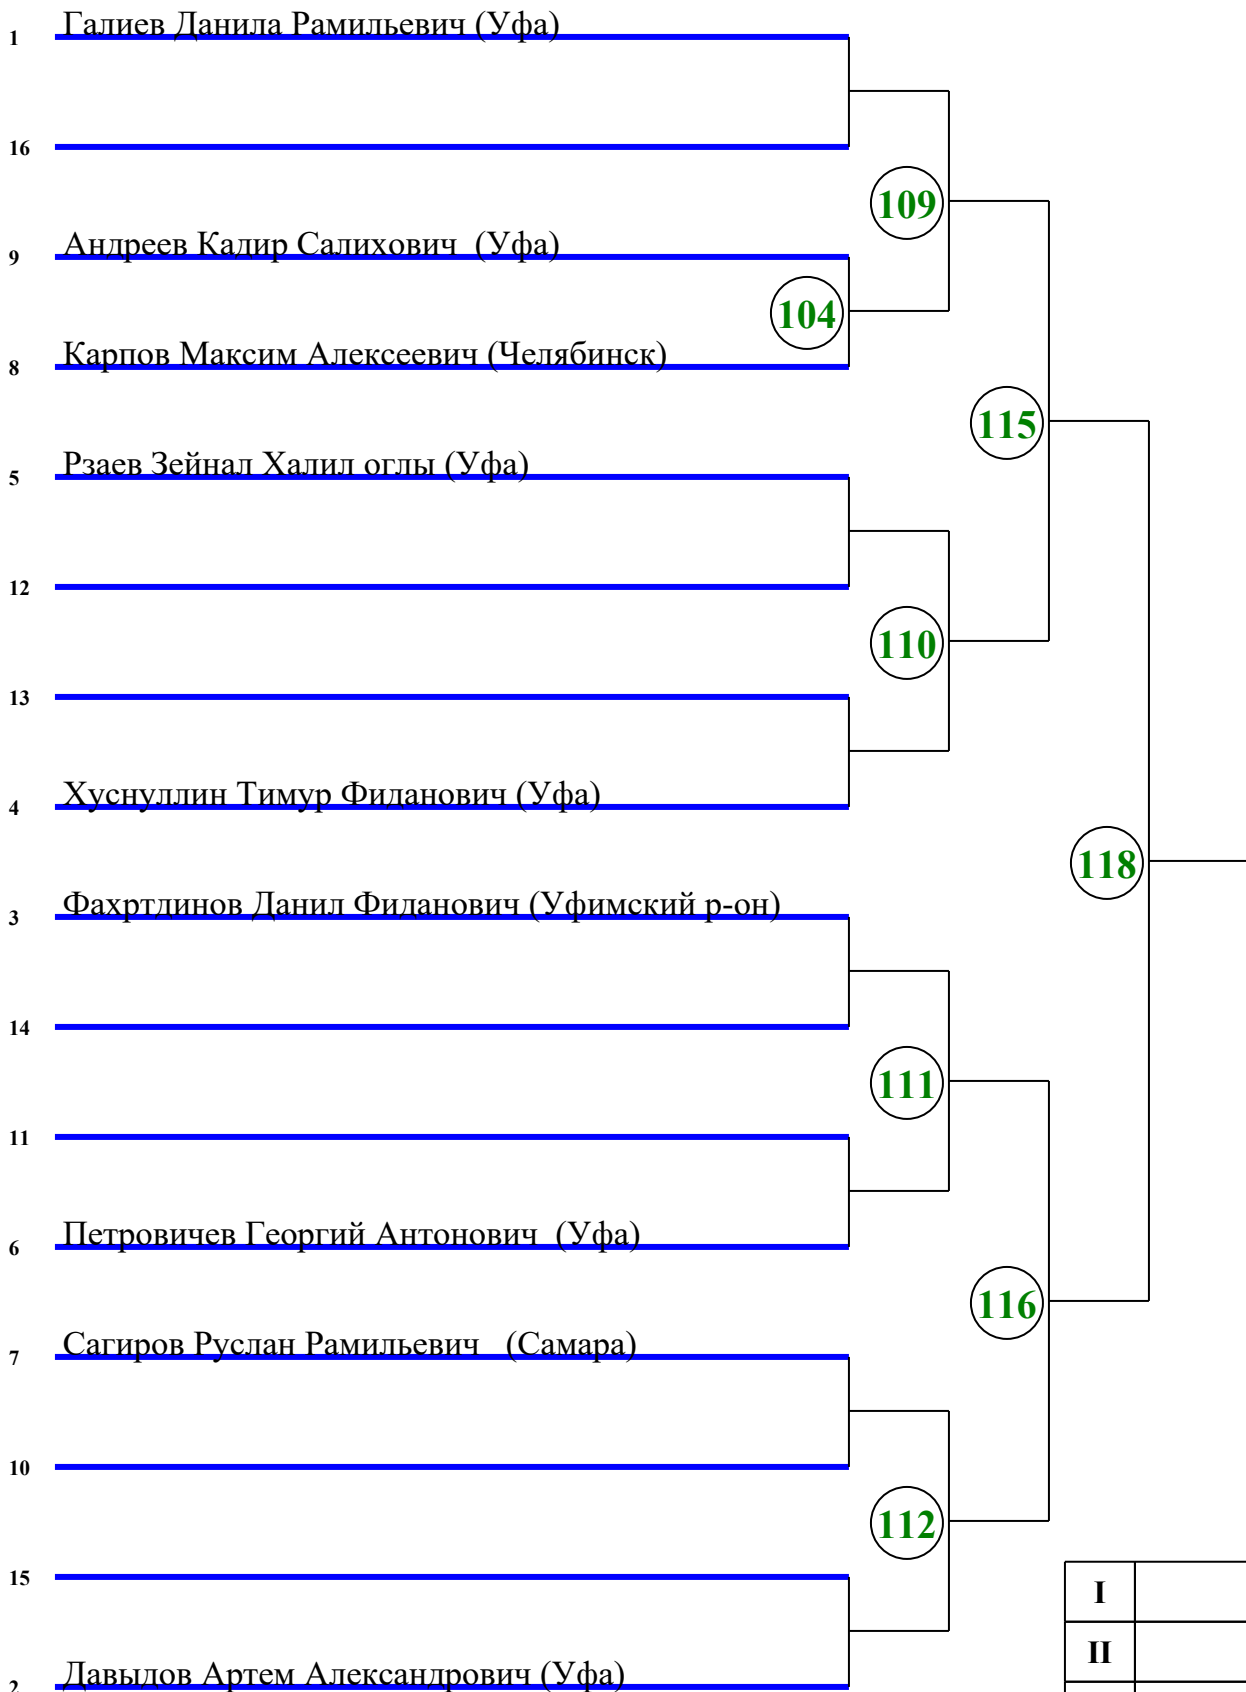 1 Галиев Данила Рамильевич (Уфа)
16
109
9 Андреев Кадир Салихович (Уфа)
104
8 Карпов Максим Алексеевич (Челябинск)
115
5 Рзаев Зейнал Халил оглы (Уфа)
12
110
13
4 Хуснуллин Тимур Фиданович (Уфа)
118
3 Фахртдинов Данил Фиданович (Уфимский р-он)
14
111
11
6 Петровичев Георгий Антонович (Уфа)
116
7 Сагиров Руслан Рамильевич (Самара)
10
112
15
I
II
2 Давыдов Артем Александрович (Уфа)